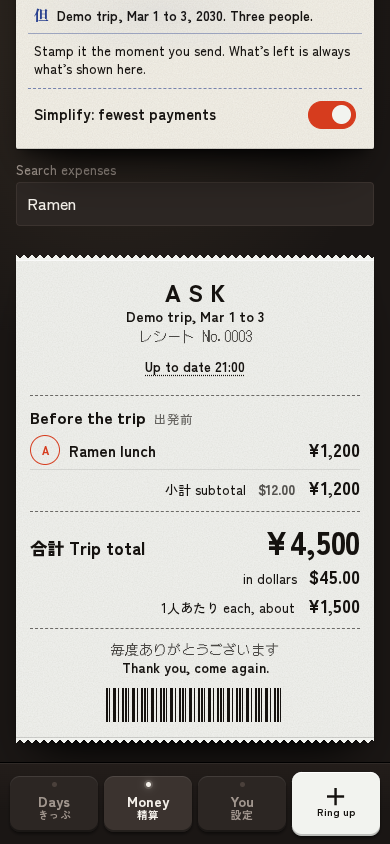 但 Demo trip, Mar 1 to 3, 2030. Three people.
Stamp it the moment you send. What's left is always
what's shown here.
Simplify: fewest payments
Search expenses
Ramen
ASK
Demo trip, Mar 1 to 3
レシート No.0003
Up to date 21:00
Before the trip 出発前
A Ramen lunch ¥1,200
小計 subtotal $12.00 ¥1,200
合計 Trip total ¥4,500
in dollars $45.00
1人あたり each, about ¥1,500
毎度ありがとうございます
Thank you, come again.
Days Money You
きっぷ 精算 設定 Ring up